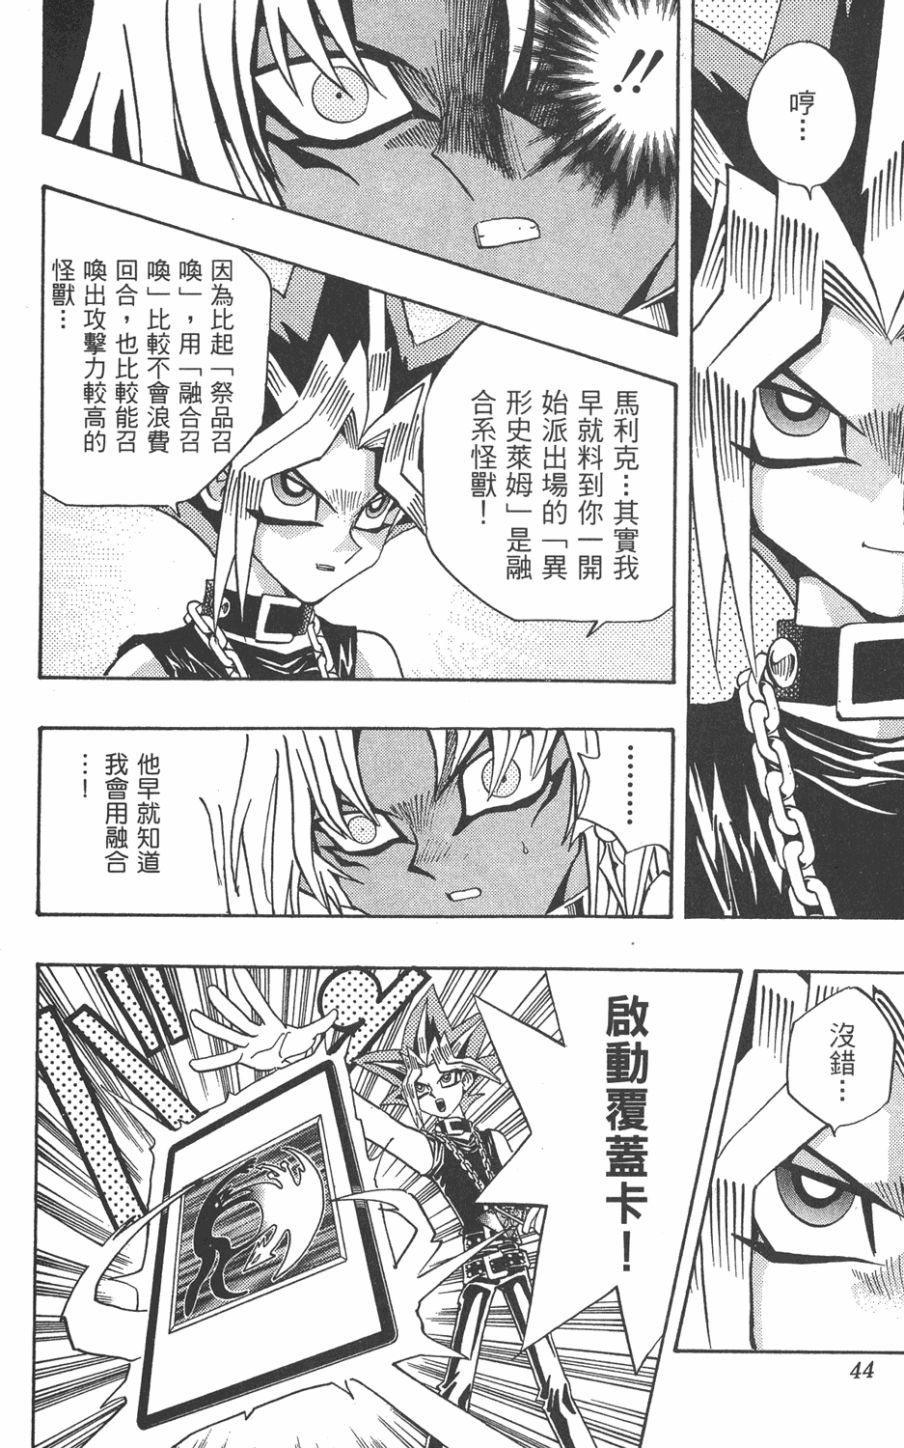 哼…
!!
馬利克…其實我
早就料到你一開
始派出場的「異
形史萊姆」是融
合系怪獸！
因為比起「祭品召
喚」，用「融合召
喚」比較不會浪費
回合，也比較能召
喚出攻擊力較高的
怪獸…
………
他早就知道
我會用融合
…！
沒錯…
啟動覆蓋卡！
44